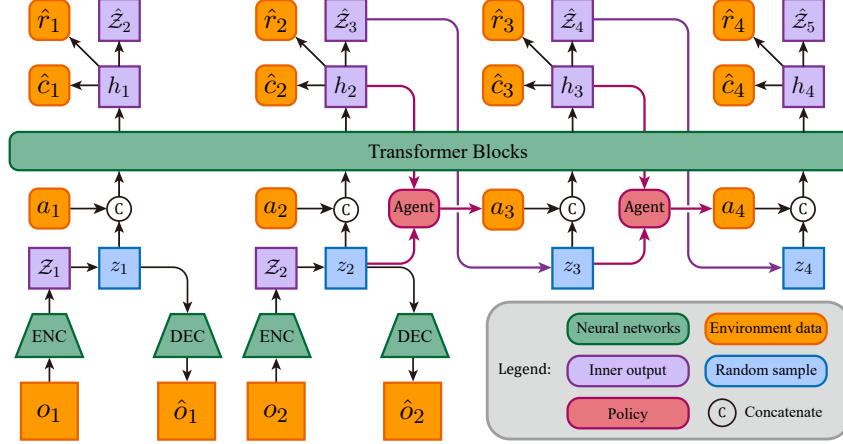 r̂₁ Ẑ₂ r̂₂ Ẑ₃ r̂₃ Ẑ₄ r̂₄ Ẑ₅
ĉ₁ h₁ ĉ₂ h₂ ĉ₃ h₃ ĉ₄ h₄
Transformer Blocks
a₁ C a₂ C Agent a₃ C Agent a₄ C
Z₁ z₁ Z₂ z₂ z₃ z₄
ENC DEC ENC DEC
o₁ ô₁ o₂ ô₂
Legend:
Neural networks Environment data
Inner output Random sample
Policy C Concatenate